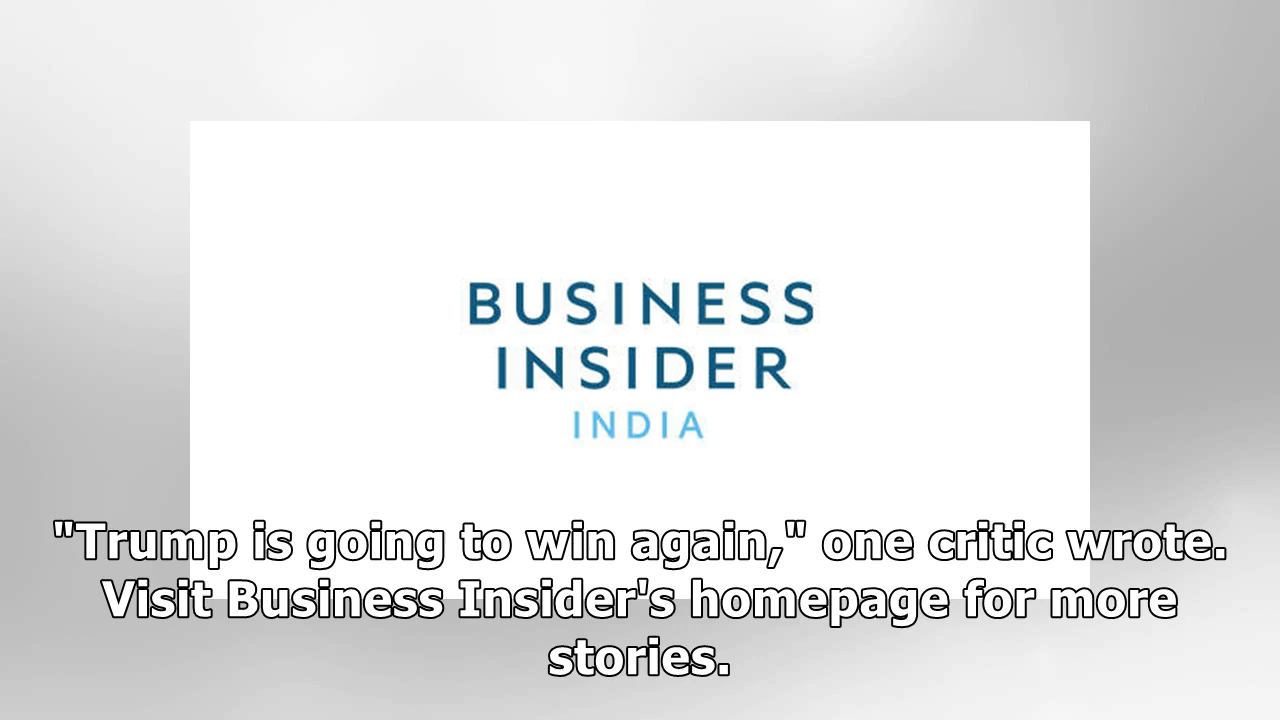 BUSINESS
INSIDER
INDIA
"Trump is going to win again," one critic wrote.
Visit Business Insider's homepage for more
stories.